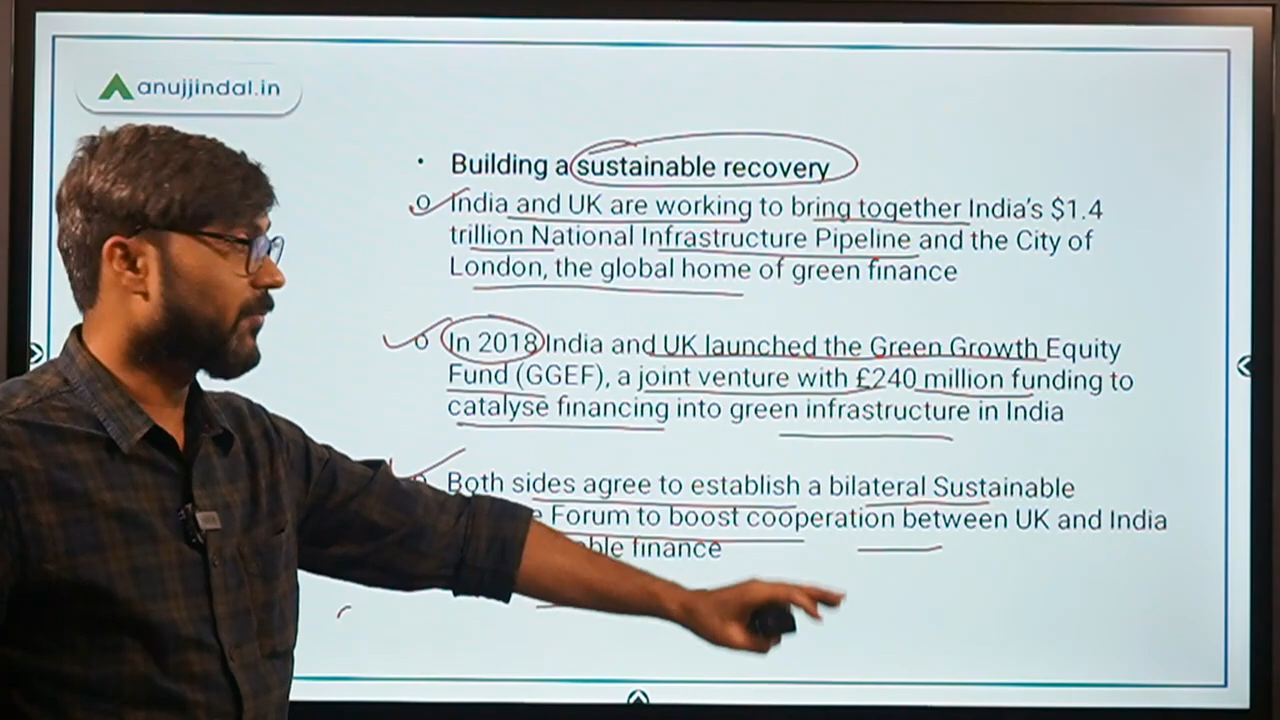 anujjindal.in
• Building a sustainable recovery
o India and UK are working to bring together India's $1.4
trillion National Infrastructure Pipeline and the City of
London, the global home of green finance
o In 2018 India and UK launched the Green Growth Equity
Fund (GGEF), a joint venture with £240 million funding to
catalyse financing into green infrastructure in India
Both sides agree to establish a bilateral Sustainable
Forum to boost cooperation between UK and India
finance